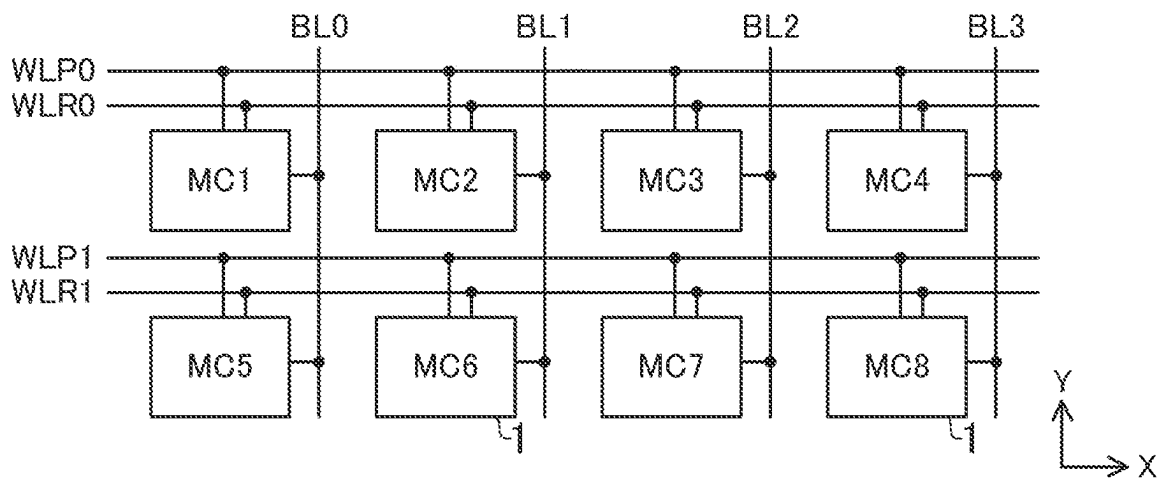 BL0 BL1 BL2 BL3
WLP0
WLR0
MC1 MC2 MC3 MC4
WLP1
WLR1
MC5 MC6 MC7 MC8
1 1
Y
X